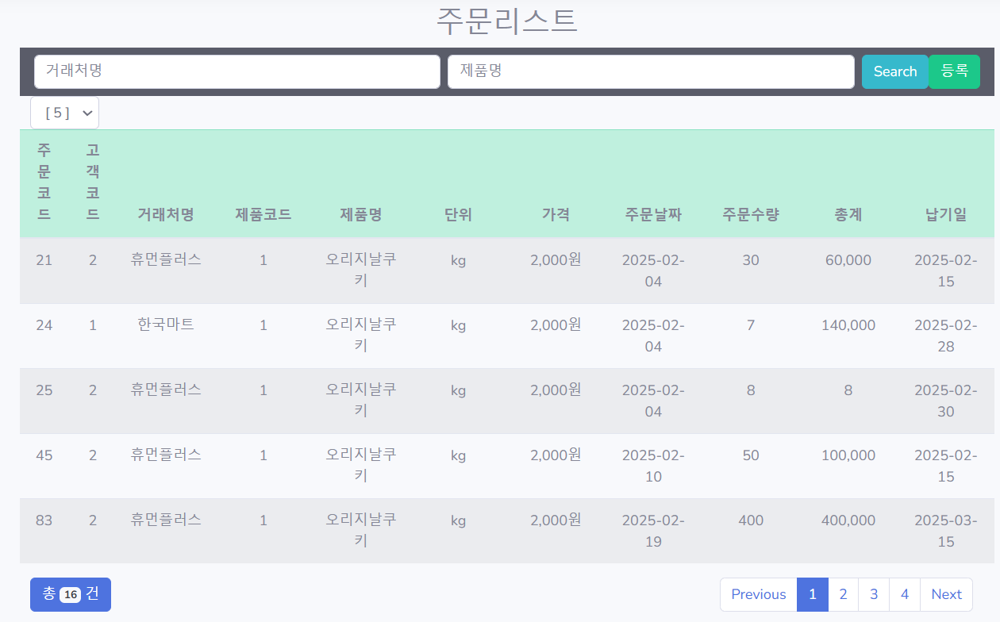 주문리스트
거래처명 제품명 Search 등록
[ 5 ]
주문코드 고객코드 거래처명 제품코드 제품명 단위 가격 주문날짜 주문수량 총계 납기일
21 2 휴먼플러스 1 오리지날쿠키 kg 2,000원 2025-02-04 30 60,000 2025-02-15
24 1 한국마트 1 오리지날쿠키 kg 2,000원 2025-02-04 7 140,000 2025-02-28
25 2 휴먼플러스 1 오리지날쿠키 kg 2,000원 2025-02-04 8 8 2025-02-30
45 2 휴먼플러스 1 오리지날쿠키 kg 2,000원 2025-02-10 50 100,000 2025-02-15
83 2 휴먼플러스 1 오리지날쿠키 kg 2,000원 2025-02-19 400 400,000 2025-03-15
총 16 건 Previous 1 2 3 4 Next